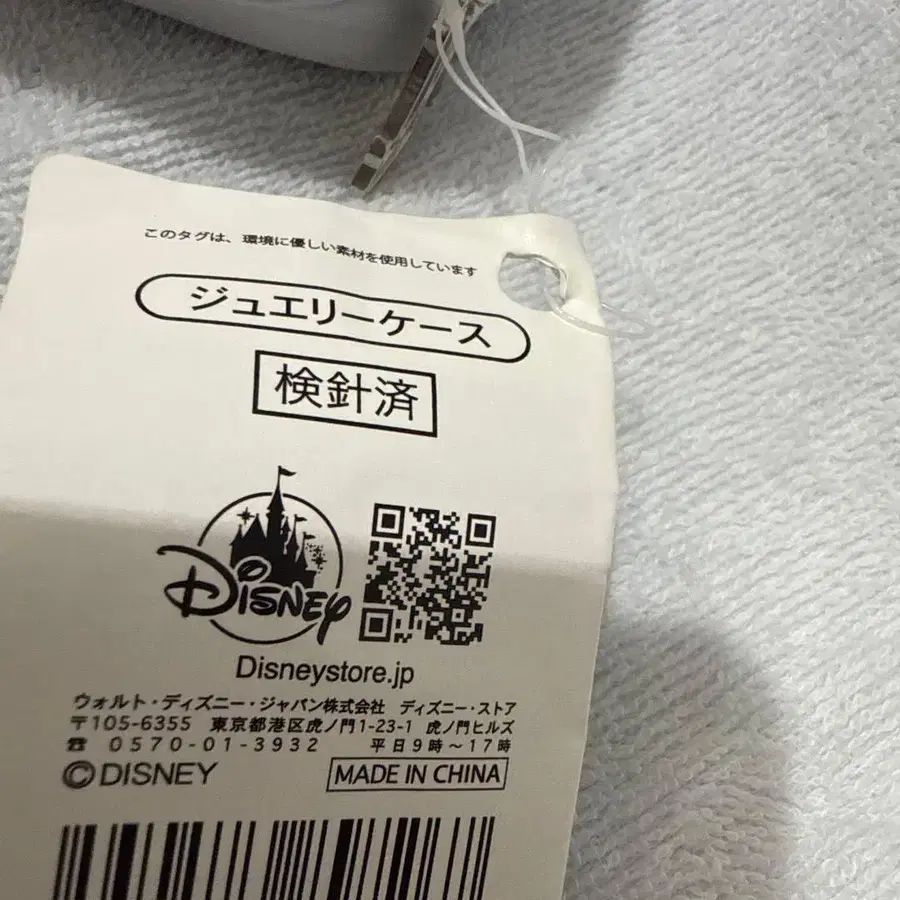 このタグは、環境に優しい素材を使用しています
ジュエリーケース
検針済
Disney
Disneystore.jp
ウォルト・ディズニー・ジャパン株式会社 ディズニー・ストア
〒105-6355 東京都港区虎ノ門1-23-1 虎ノ門ヒルズ
☎ 0570-01-3932 平日9時～17時
©DISNEY MADE IN CHINA